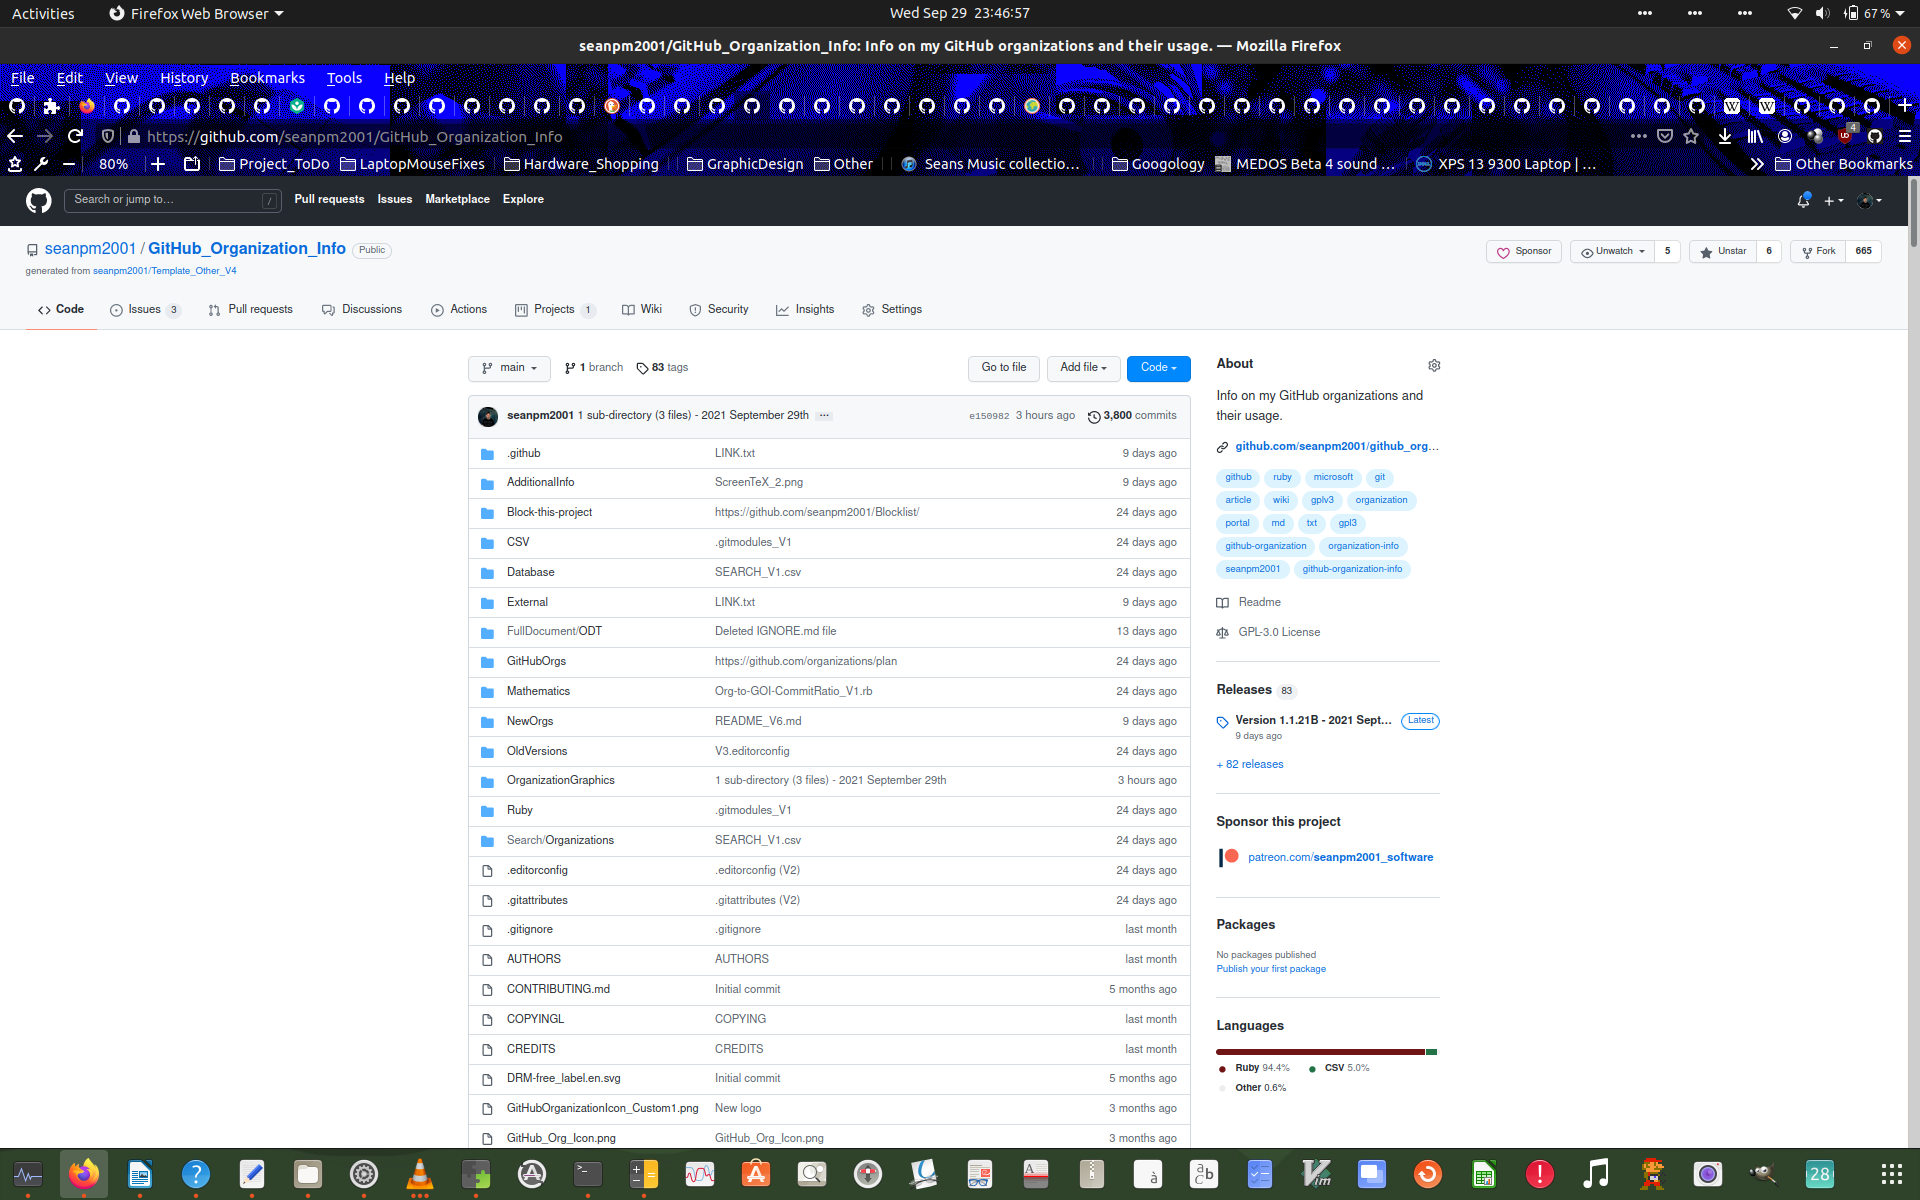 Activities
Firefox Web Browser
Wed Sep 29 23:46:57
67 %
seanpm2001/GitHub_Organization_Info: Info on my GitHub organizations and their usage. — Mozilla Firefox
File Edit View History Bookmarks Tools Help
https://github.com/seanpm2001/GitHub_Organization_Info
4
80%
Project_ToDo
LaptopMouseFixes
Hardware_Shopping
GraphicDesign
Other
Seans Music collectio…
Googology
MEDOS Beta 4 sound …
XPS 13 9300 Laptop | …
Other Bookmarks
Search or jump to…
/
Pull requests
Issues
Marketplace
Explore
seanpm2001 / GitHub_Organization_Info
Public
Sponsor
Unwatch 5
Unstar 6
Fork 665
generated from seanpm2001/Template_Other_V4
Code
Issues 3
Pull requests
Discussions
Actions
Projects 1
Wiki
Security
Insights
Settings
main
1 branch
83 tags
Go to file
Add file
Code
seanpm2001 1 sub-directory (3 files) - 2021 September 29th … e150982 3 hours ago 3,800 commits
.github LINK.txt 9 days ago
AdditionalInfo ScreenTeX_2.png 9 days ago
Block-this-project https://github.com/seanpm2001/Blocklist/ 24 days ago
CSV .gitmodules_V1 24 days ago
Database SEARCH_V1.csv 24 days ago
External LINK.txt 9 days ago
FullDocument/ODT Deleted IGNORE.md file 13 days ago
GitHubOrgs https://github.com/organizations/plan 24 days ago
Mathematics Org-to-GOI-CommitRatio_V1.rb 24 days ago
NewOrgs README_V6.md 9 days ago
OldVersions V3.editorconfig 24 days ago
OrganizationGraphics 1 sub-directory (3 files) - 2021 September 29th 3 hours ago
Ruby .gitmodules_V1 24 days ago
Search/Organizations SEARCH_V1.csv 24 days ago
.editorconfig .editorconfig (V2) 24 days ago
.gitattributes .gitattributes (V2) 24 days ago
.gitignore .gitignore last month
AUTHORS AUTHORS last month
CONTRIBUTING.md Initial commit 5 months ago
COPYINGL COPYING last month
CREDITS CREDITS last month
DRM-free_label.en.svg Initial commit 5 months ago
GitHubOrganizationIcon_Custom1.png New logo 3 months ago
GitHub_Org_Icon.png GitHub_Org_Icon.png 3 months ago
About
Info on my GitHub organizations and
their usage.
github.com/seanpm2001/github_org…
github ruby microsoft git
article wiki gplv3 organization
portal md txt gpl3
github-organization organization-info
seanpm2001 github-organization-info
Readme
GPL-3.0 License
Releases 83
Version 1.1.21B - 2021 Sept… Latest
9 days ago
+ 82 releases
Sponsor this project
patreon.com/seanpm2001_software
Packages
No packages published
Publish your first package
Languages
Ruby 94.4% CSV 5.0%
Other 0.6%
28